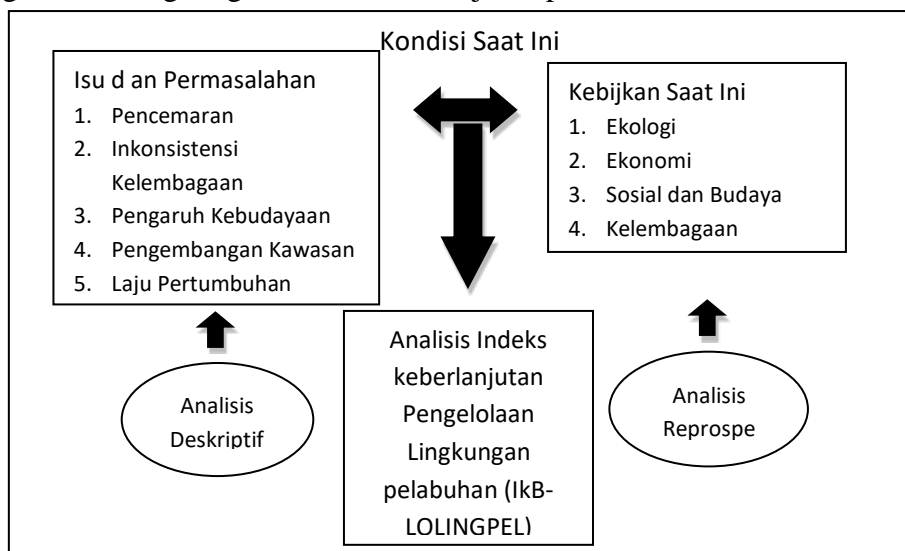 Kondisi Saat Ini
Isu d an Permasalahan
1. Pencemaran
2. Inkonsistensi
Kelembagaan
3. Pengaruh Kebudayaan
4. Pengembangan Kawasan
5. Laju Pertumbuhan
Kebijkan Saat Ini
1. Ekologi
2. Ekonomi
3. Sosial dan Budaya
4. Kelembagaan
Analisis
Deskriptif
Analisis Indeks
keberlanjutan
Pengelolaan
Lingkungan
pelabuhan (IkB-
LOLINGPEL)
Analisis
Reprospe